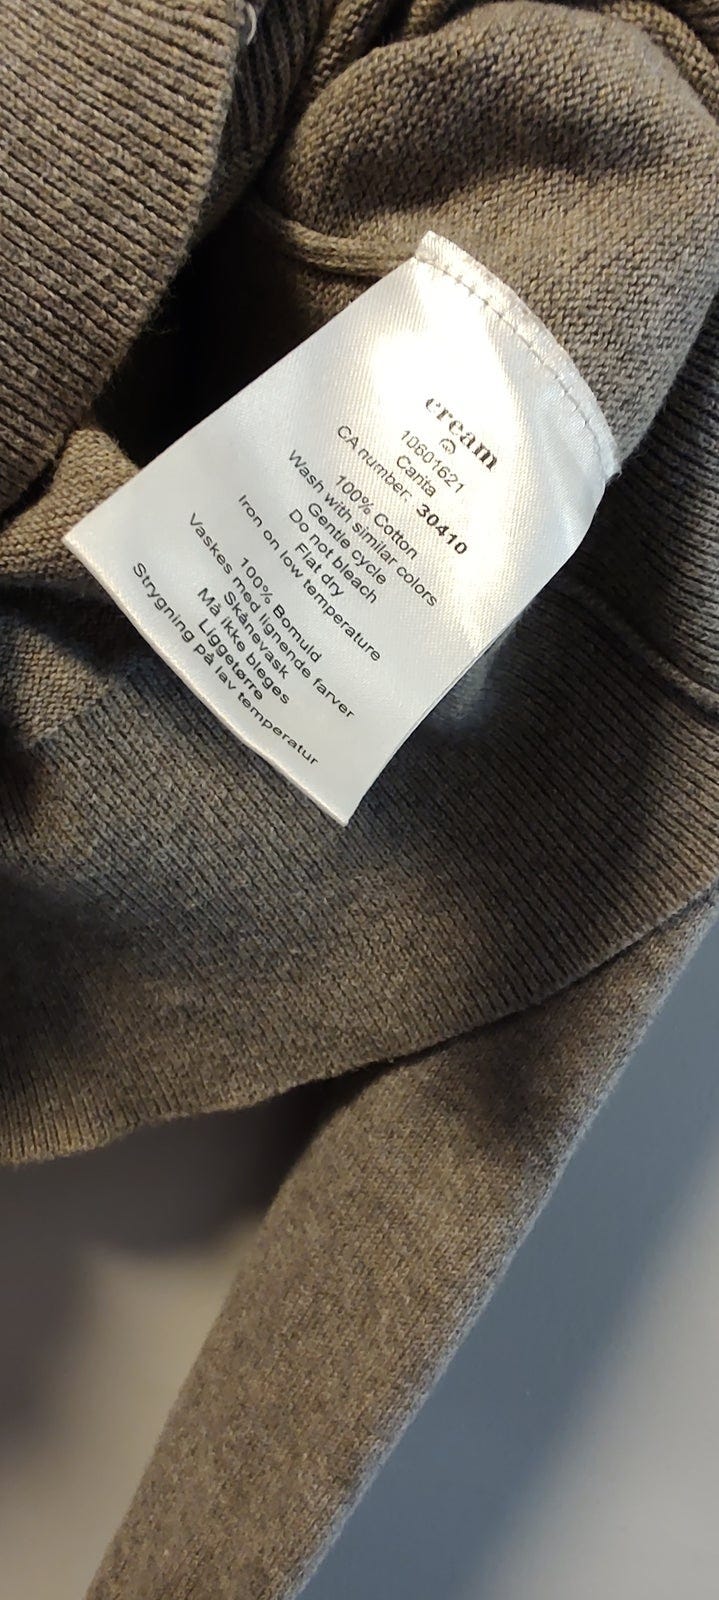 cream
10601621
Carita
CA number: 30410
100% Cotton
Wash with similar colors
Gentle cycle
Do not bleach
Flat dry
Iron on low temperature
100% Bomuld
Vaskes med lignende farver
Skånevask
Må ikke bleges
Liggetørre
Strygning på lav temperatur